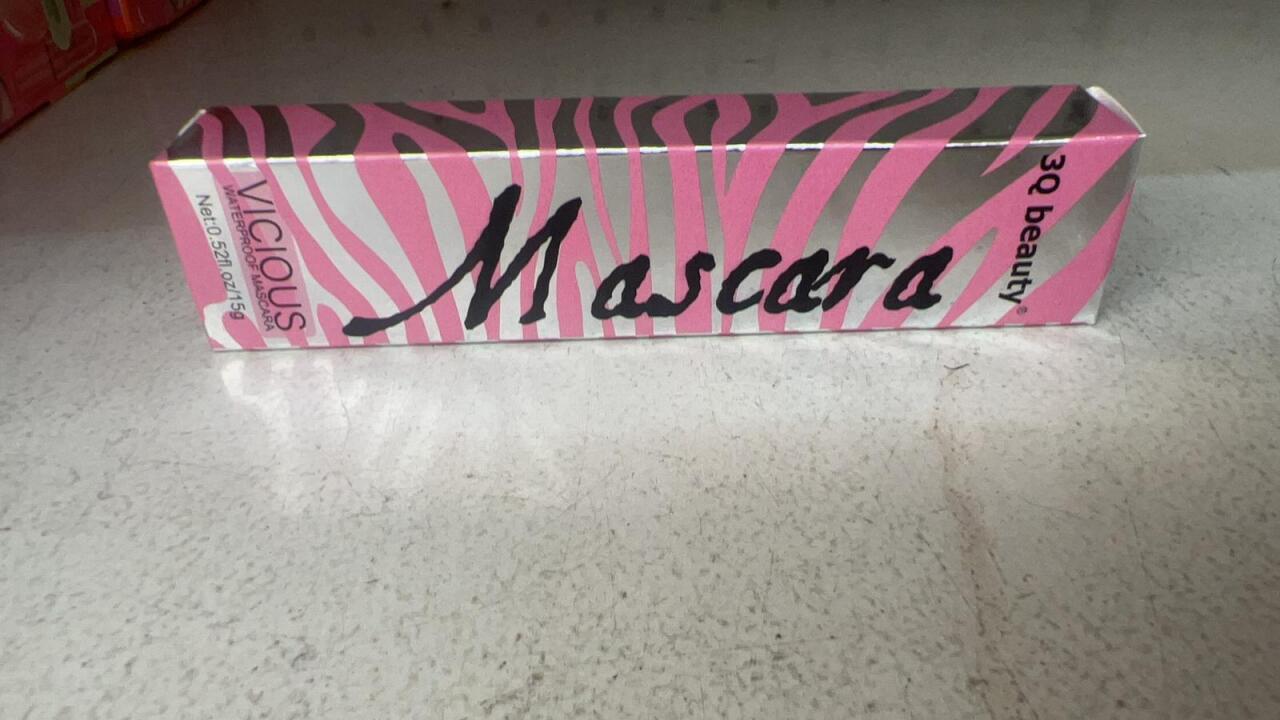 3Q beauty®
Mascara
VICIOUS
WATERPROOF MASCARA
Net:0.52fl.oz/15g